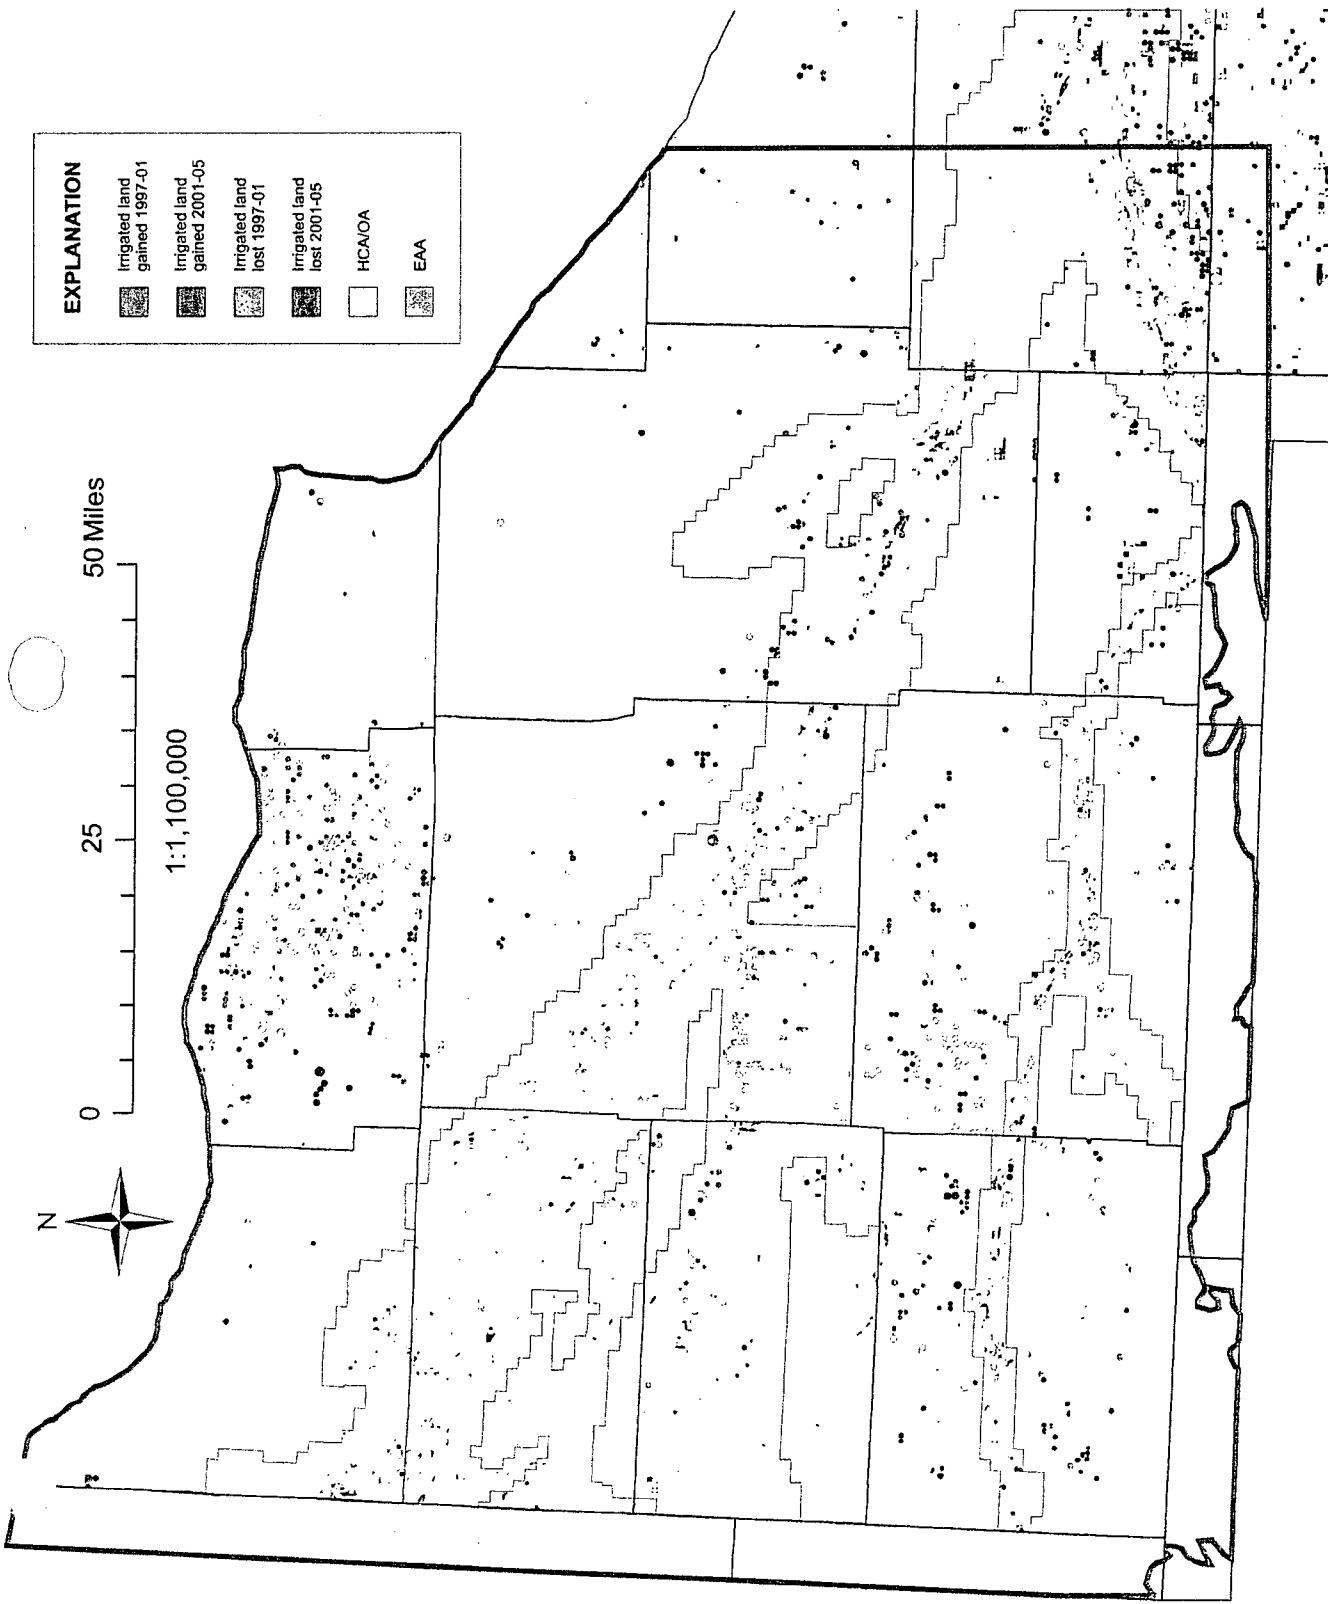 N
0
25
50 Miles
1:1,100,000
EXPLANATION
Irrigated land
gained 1997-01
Irrigated land
gained 2001-05
Irrigated land
lost 1997-01
Irrigated land
lost 2001-05
HCA/OA
EAA